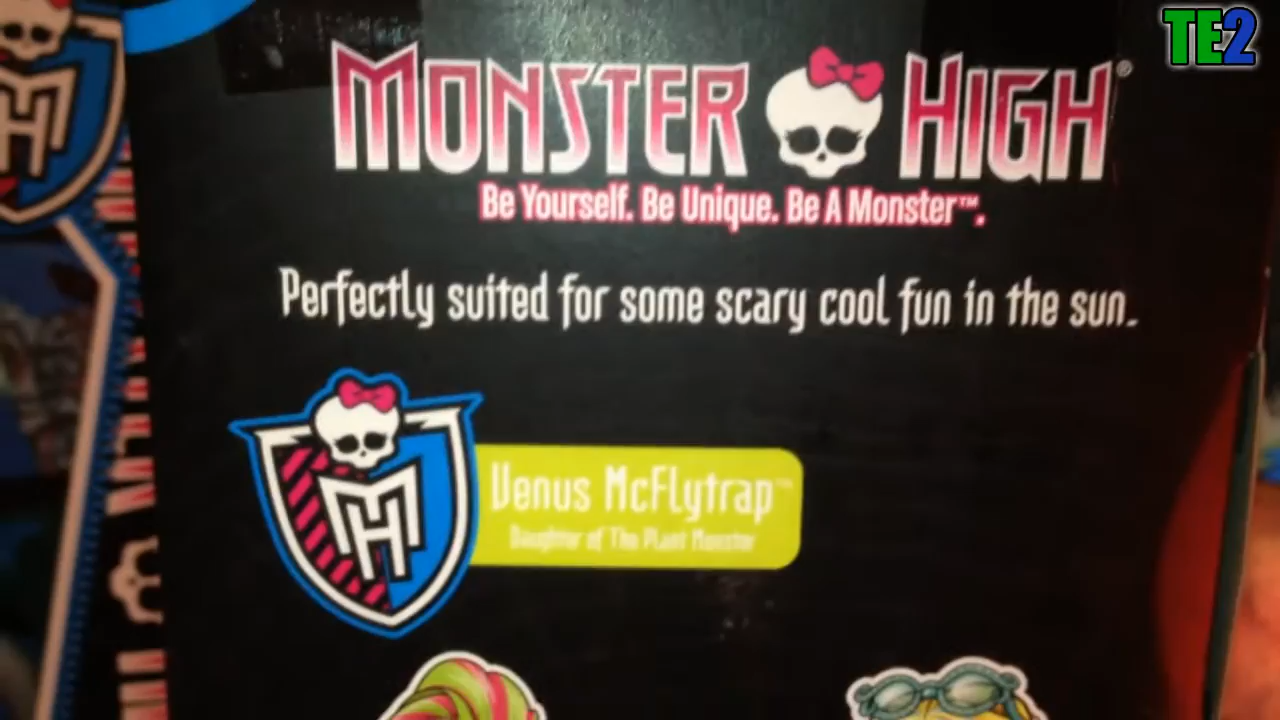 TE2
MONSTER HIGH®
Be Yourself. Be Unique. Be A Monster™.
Perfectly suited for some scary cool fun in the sun.
MH
Venus McFlytrap™
Daughter of The Plant Monster